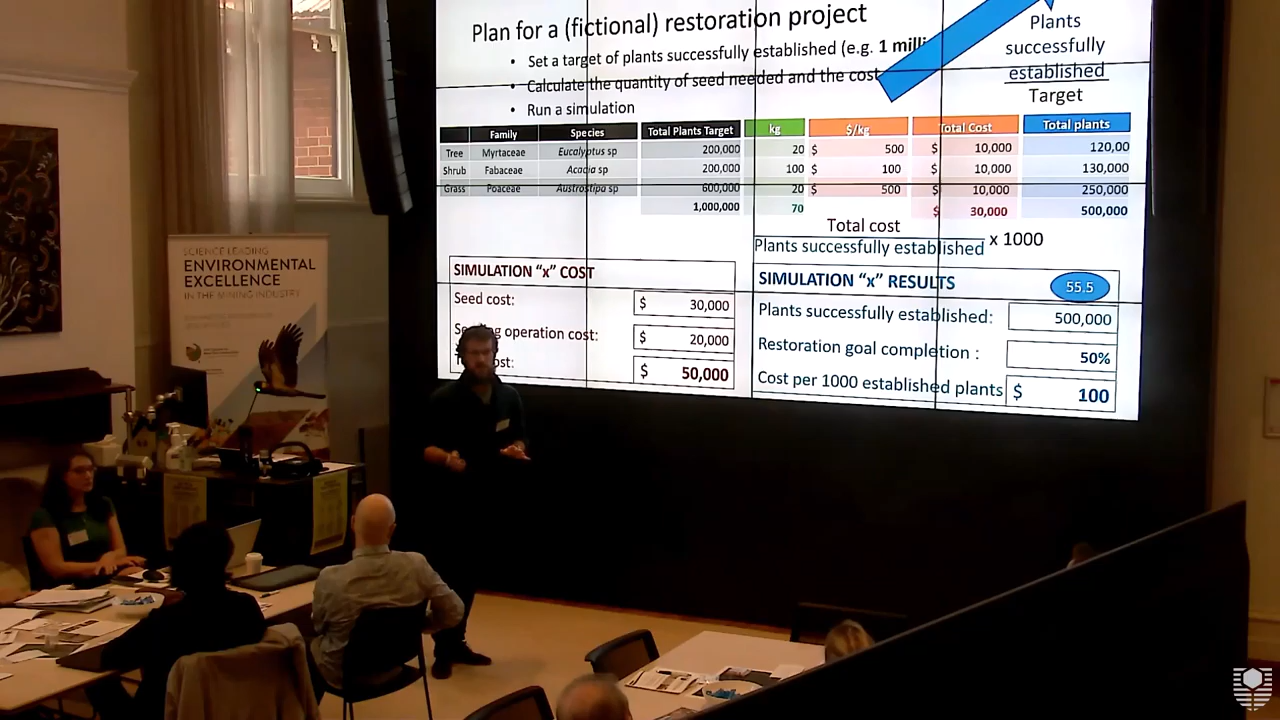 Plan for a (fictional) restoration project
• Set a target of plants successfully established (e.g. 1 milli
• Calculate the quantity of seed needed and the cost
• Run a simulation
Plants
successfully
established
Target
Family Species Total Plants Target kg $/kg Total Cost Total plants
Tree Myrtaceae Eucalyptus sp 200,000 20 $ 500 $ 10,000 120,00
Shrub Fabaceae Acacia sp 200,000 100 $ 100 $ 10,000 130,000
Grass Poaceae Austrostipa sp 600,000 20 $ 500 $ 10,000 250,000
1,000,000 70 $ 30,000 500,000
Total cost
Plants successfully established x 1000
SIMULATION "x" COST
Seed cost: $ 30,000
operation cost: $ 20,000
$ 50,000
SIMULATION "x" RESULTS 55.5
Plants successfully established: 500,000
Restoration goal completion : 50%
Cost per 1000 established plants $ 100
SCIENCE LEADING
ENVIRONMENTAL
EXCELLENCE
IN THE MINING INDUSTRY